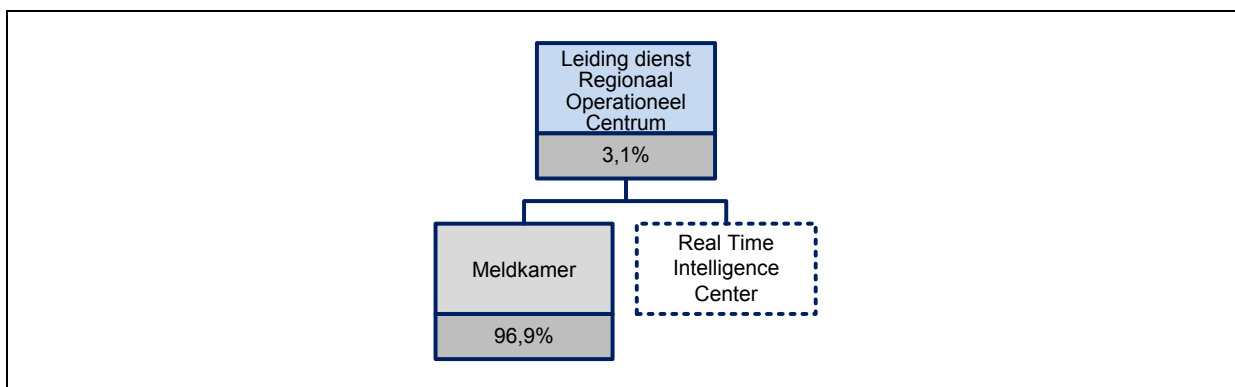 Leiding dienst
Regionaal
Operationeel
Centrum
3,1%
Meldkamer
96,9%
Real Time
Intelligence
Center